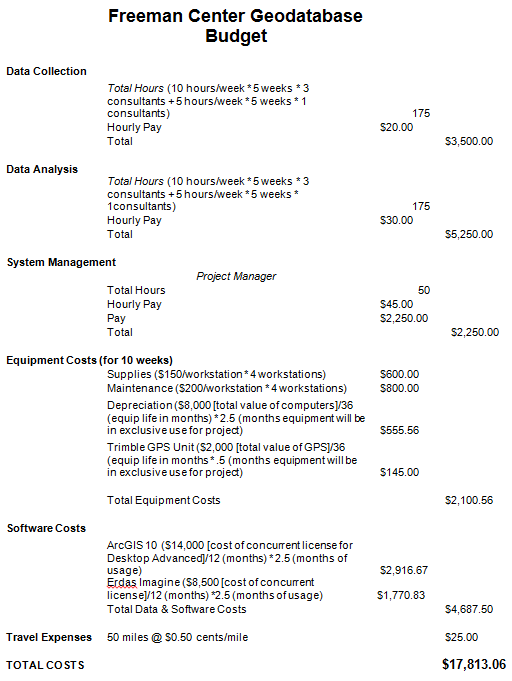 Freeman Center Geodatabase
Budget
Data Collection
Total Hours (10 hours/week * 5 weeks * 3
consultants + 5 hours/week * 5 weeks * 1
consultants) 175
Hourly Pay $20.00
Total $3,500.00
Data Analysis
Total Hours (10 hours/week * 5 weeks * 3
consultants + 5 hours/week * 5 weeks *
1consultants) 175
Hourly Pay $30.00
Total $5,250.00
System Management
Project Manager
Total Hours 50
Hourly Pay $45.00
Pay $2,250.00
Total $2,250.00
Equipment Costs (for 10 weeks)
Supplies ($150/workstation * 4 workstations) $600.00
Maintenance ($200/workstation * 4 workstations) $800.00
Depreciation ($8,000 [total value of computers]/36
(equip life in months) * 2.5 (months equipment will be
in exclusive use for project) $555.56
Trimble GPS Unit ($2,000 [total value of GPS]/36
(equip life in months * .5 (months equipment will be
in exclusive use for project) $145.00
Total Equipment Costs $2,100.56
Software Costs
ArcGIS 10 ($14,000 [cost of concurrent license for
Desktop Advanced]/12 (months) * 2.5 (months of
usage) $2,916.67
Erdas Imagine ($8,500 [cost of concurrent
license]/12 (months) *2.5 (months of usage) $1,770.83
Total Data & Software Costs $4,687.50
Travel Expenses 50 miles @ $0.50 cents/mile $25.00
TOTAL COSTS $17,813.06